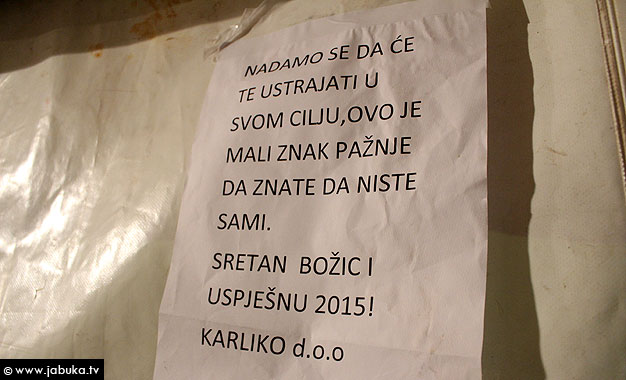 NADAMO SE DA ĆE
TE USTRAJATI U
SVOM CILJU,OVO JE
MALI ZNAK PAŽNJE
DA ZNATE DA NISTE
SAMI.
SRETAN BOŽIC I
USPJEŠNU 2015!
KARLIKO d.o.o
© www.jabuka.tv